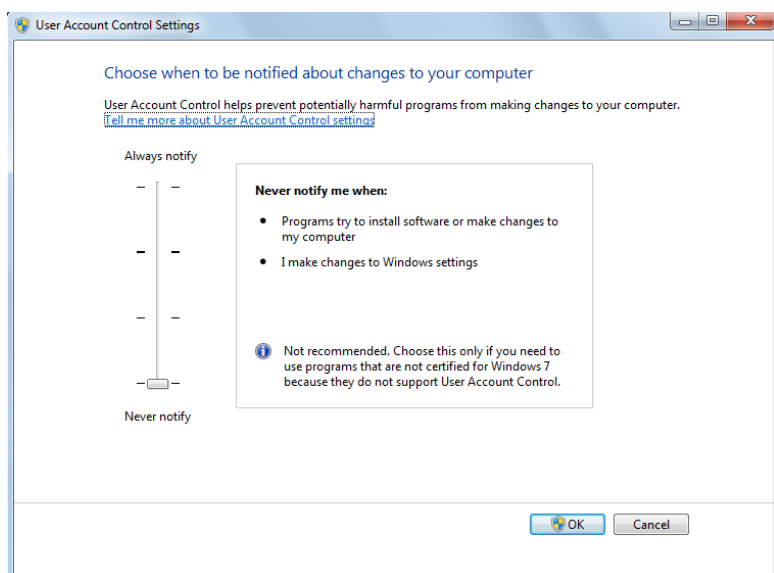 User Account Control Settings
Choose when to be notified about changes to your computer
User Account Control helps prevent potentially harmful programs from making changes to your computer.
Tell me more about User Account Control settings
Always notify
Never notify me when:
• Programs try to install software or make changes to
my computer
• I make changes to Windows settings
Not recommended. Choose this only if you need to
use programs that are not certified for Windows 7
because they do not support User Account Control.
Never notify
OK
Cancel